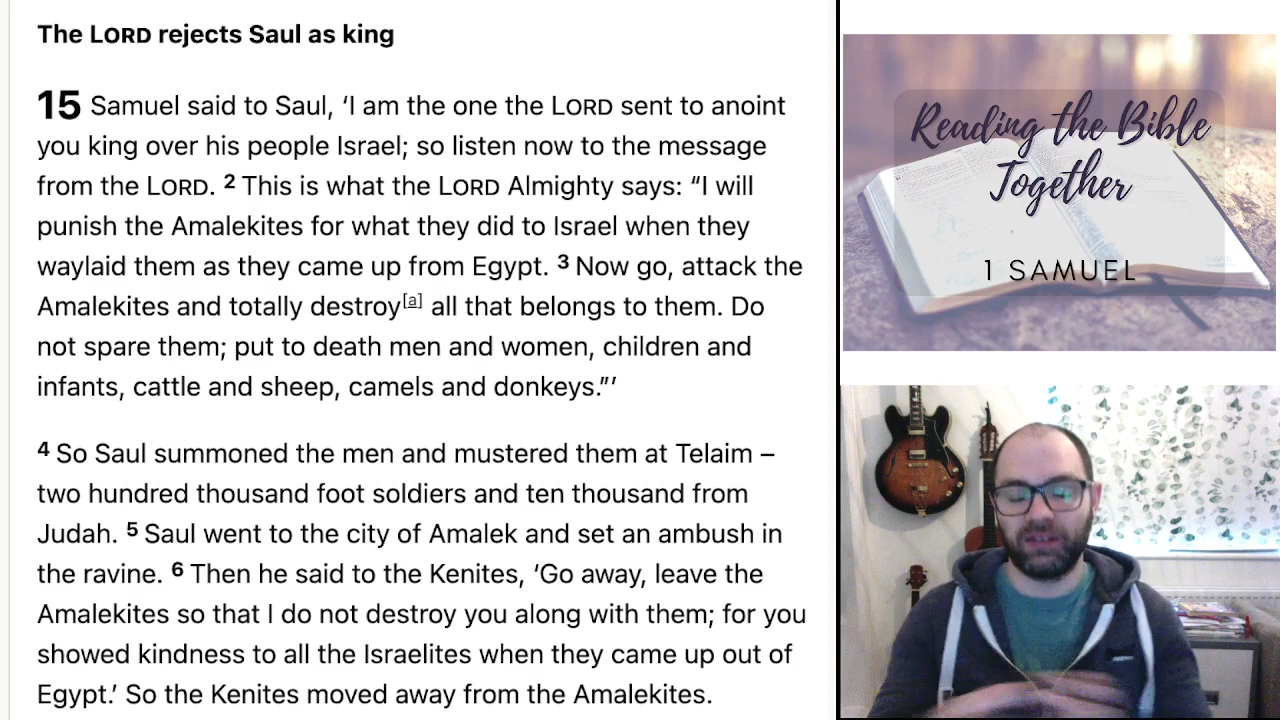 The LORD rejects Saul as king
15 Samuel said to Saul, ‘I am the one the LORD sent to anoint
you king over his people Israel; so listen now to the message
from the LORD. 2 This is what the LORD Almighty says: “I will
punish the Amalekites for what they did to Israel when they
waylaid them as they came up from Egypt. 3 Now go, attack the
Amalekites and totally destroy[a] all that belongs to them. Do
not spare them; put to death men and women, children and
infants, cattle and sheep, camels and donkeys.”’
4 So Saul summoned the men and mustered them at Telaim –
two hundred thousand foot soldiers and ten thousand from
Judah. 5 Saul went to the city of Amalek and set an ambush in
the ravine. 6 Then he said to the Kenites, ‘Go away, leave the
Amalekites so that I do not destroy you along with them; for you
showed kindness to all the Israelites when they came up out of
Egypt.’ So the Kenites moved away from the Amalekites.
Reading the Bible
Together
1 SAMUEL